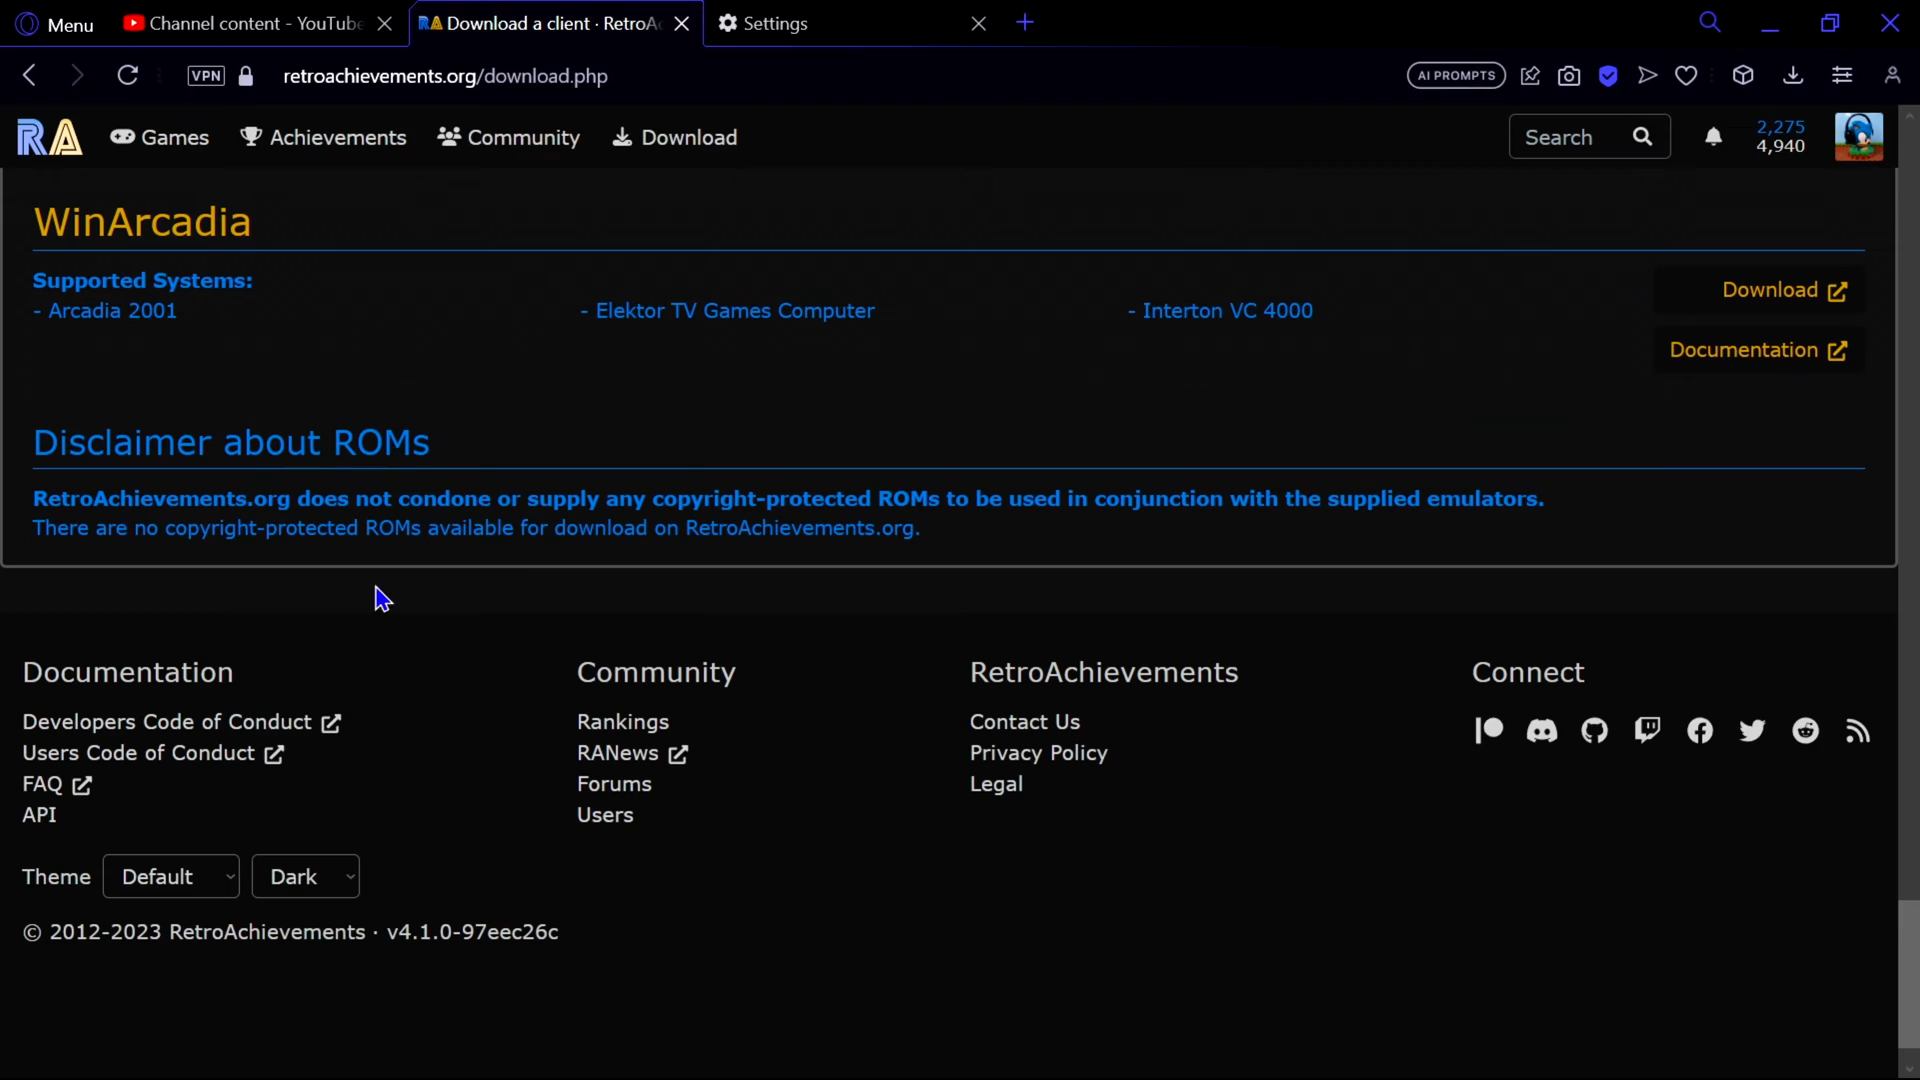 Menu
Channel content - YouTube
Download a client · RetroA
Settings
VPN
retroachievements.org/download.php
AI PROMPTS
RA
Games
Achievements
Community
Download
Search
2,275
4,940
WinArcadia
Supported Systems:
- Arcadia 2001
- Elektor TV Games Computer
- Interton VC 4000
Download
Documentation
Disclaimer about ROMs
RetroAchievements.org does not condone or supply any copyright-protected ROMs to be used in conjunction with the supplied emulators.
There are no copyright-protected ROMs available for download on RetroAchievements.org.
Documentation
Developers Code of Conduct
Users Code of Conduct
FAQ
API
Community
Rankings
RANews
Forums
Users
RetroAchievements
Contact Us
Privacy Policy
Legal
Connect
Theme
Default
Dark
© 2012-2023 RetroAchievements · v4.1.0-97eec26c